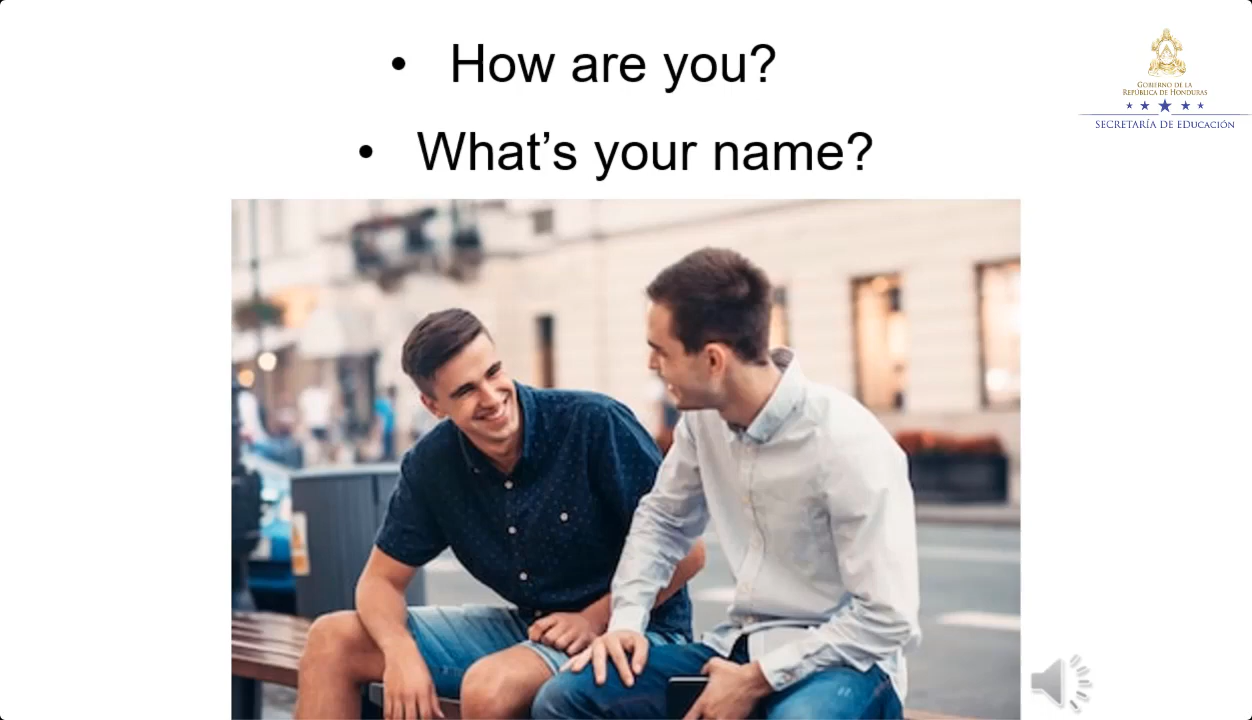 • How are you?
• What's your name?
GOBIERNO DE LA
REPÚBLICA DE HONDURAS
SECRETARÍA DE EDUCACIÓN